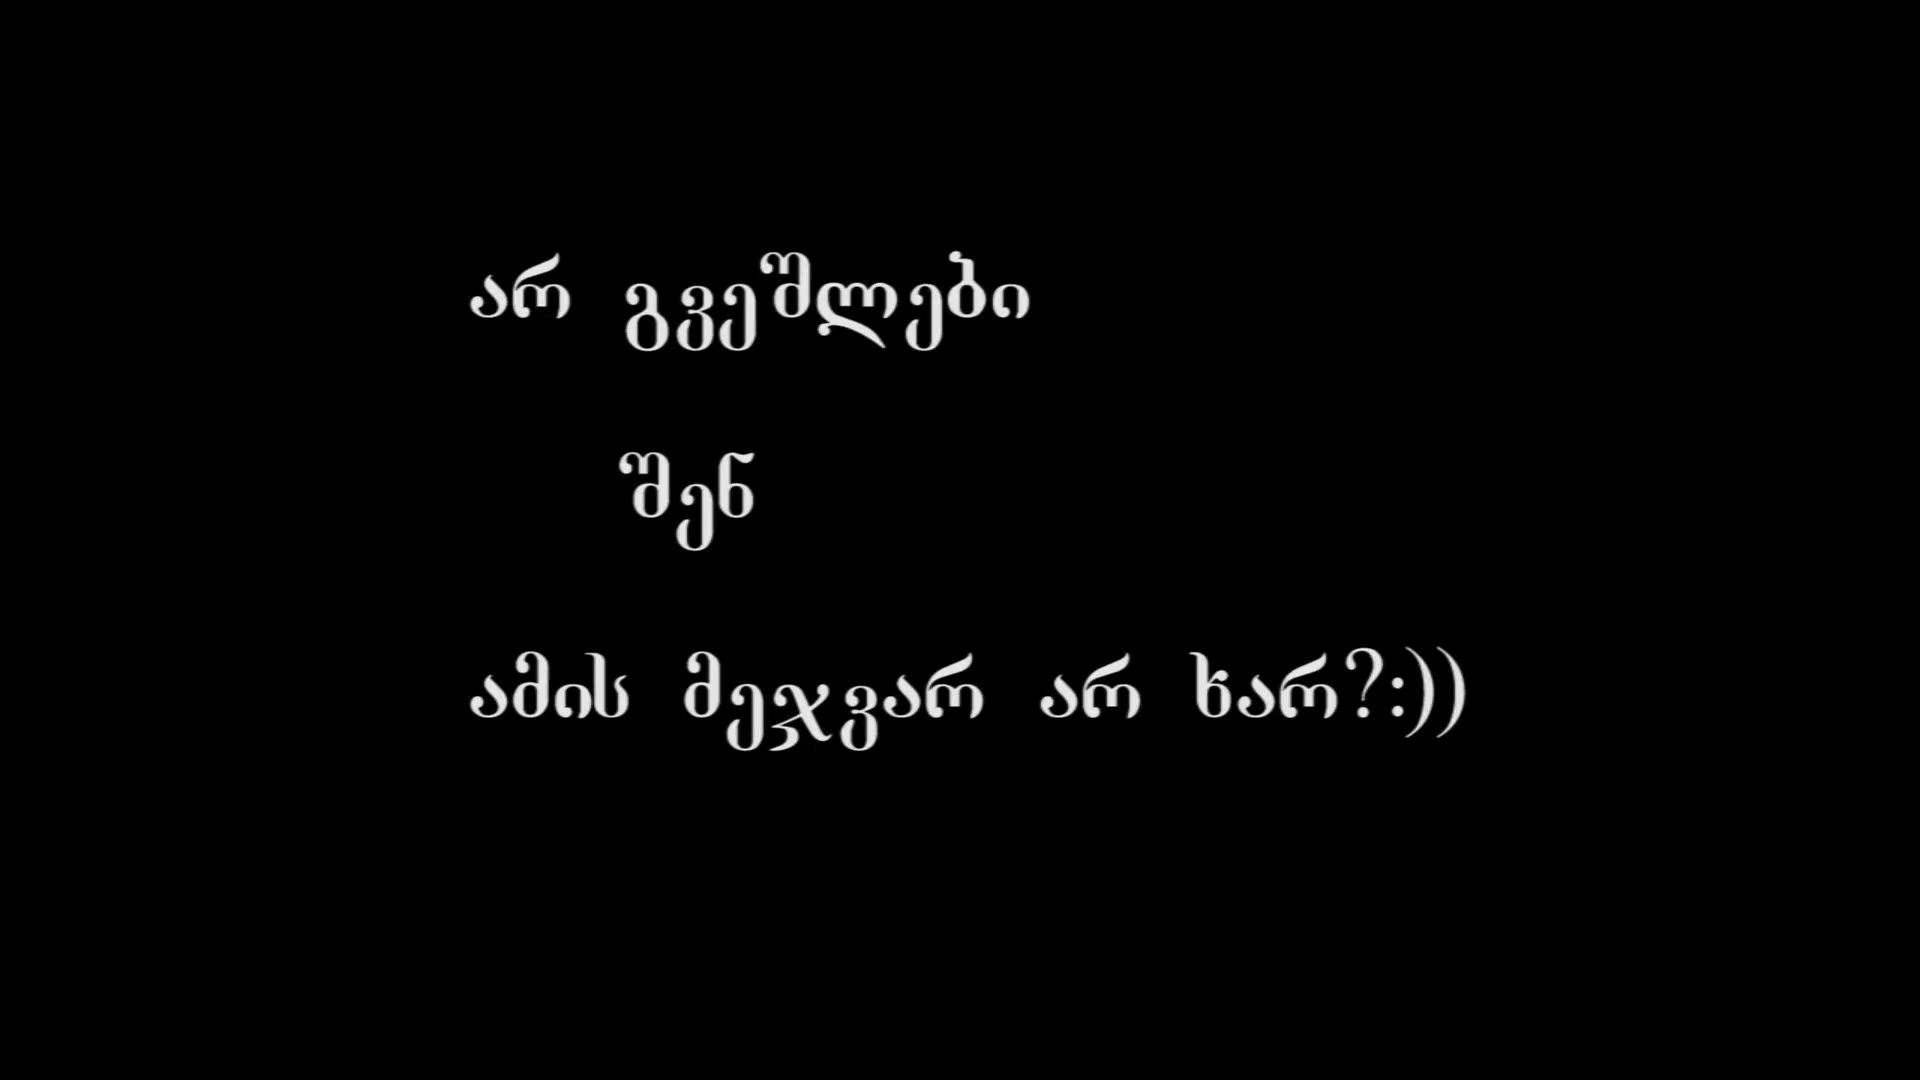 არ გვეშლები
შენ
ამის მეჯვარ არ ხარ?:))